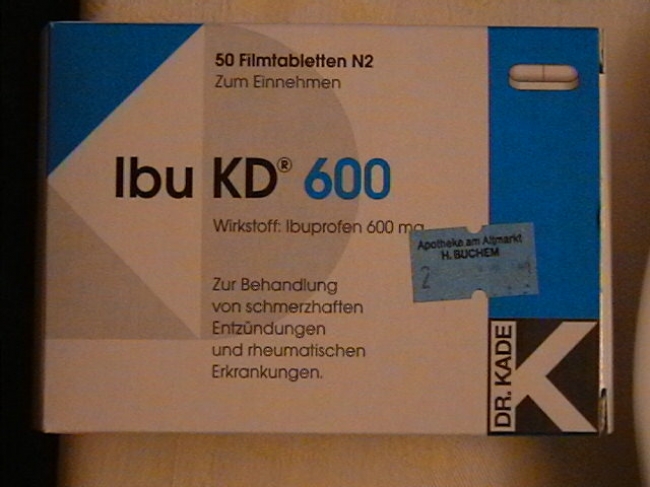 50 Filmtabletten N2
Zum Einnehmen
Ibu KD® 600
Wirkstoff: Ibuprofen 600 mg
Apotheke am Altmarkt
H. BUCHEM
2
Zur Behandlung
von schmerzhaften
Entzündungen
und rheumatischen
Erkrankungen.
DR. KADE
K